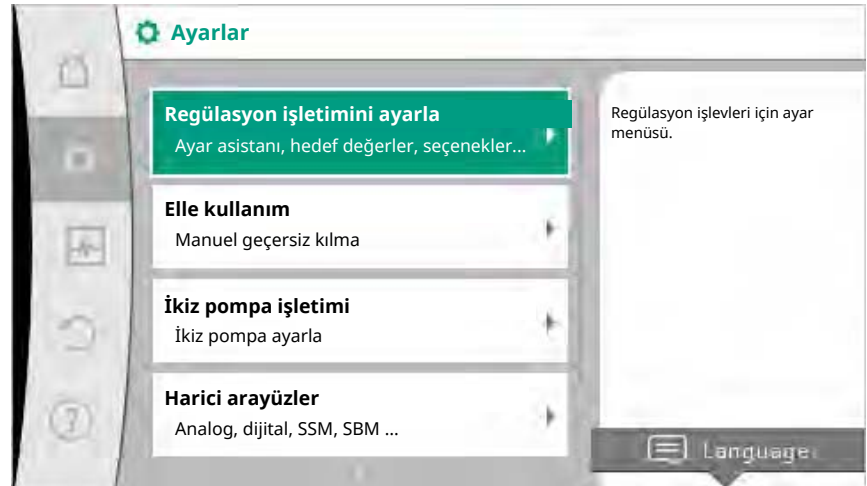 Ayarlar
Regülasyon işletimini ayarla
Ayar asistanı, hedef değerler, seçenekler...
Elle kullanım
Manuel geçersiz kılma
İkiz pompa işletimi
İkiz pompa ayarla
Harici arayüzler
Analog, dijital, SSM, SBM ...
Regülasyon işlevleri için ayar
menüsü.
Language